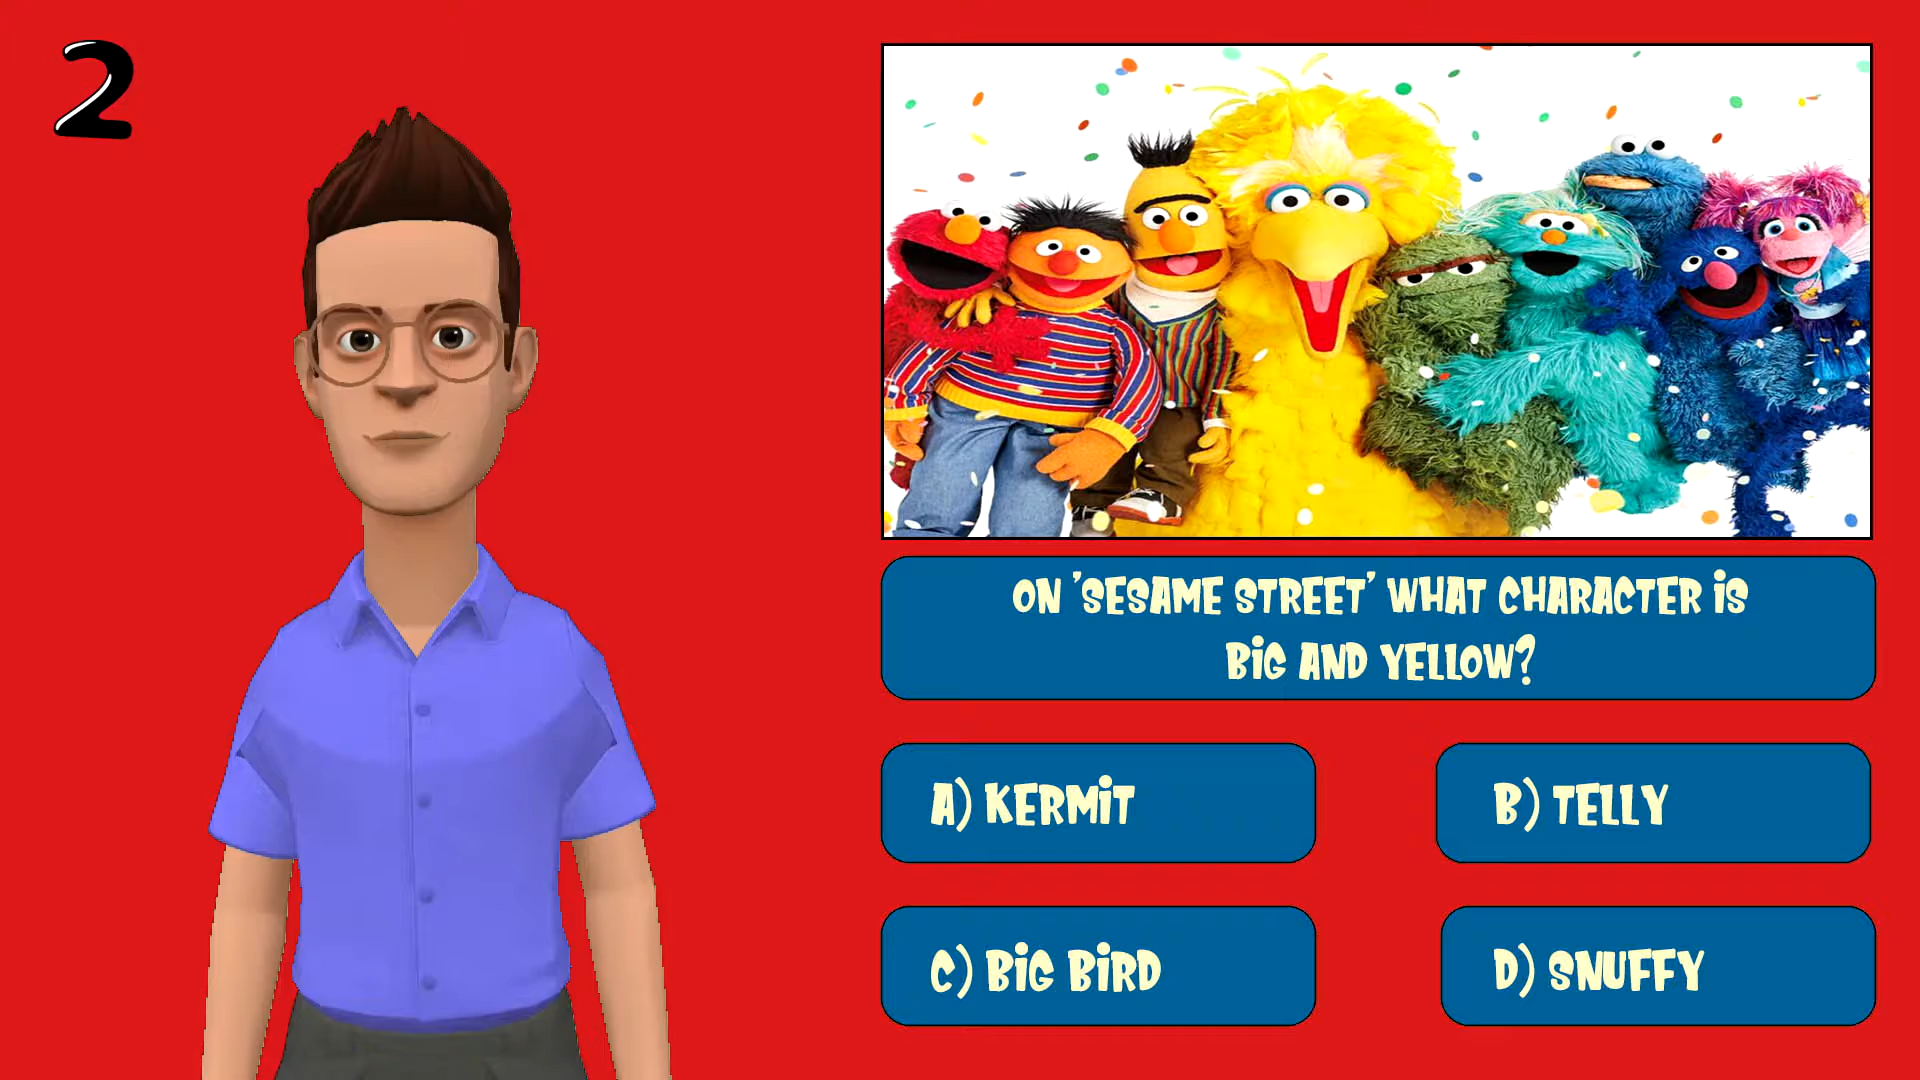 2
ON 'SESAME STREET' WHAT CHARACTER iS
BiG AND YELLOW?
A) KERMiT
B) TELLY
C) BiG BiRD
D) SNUFFY